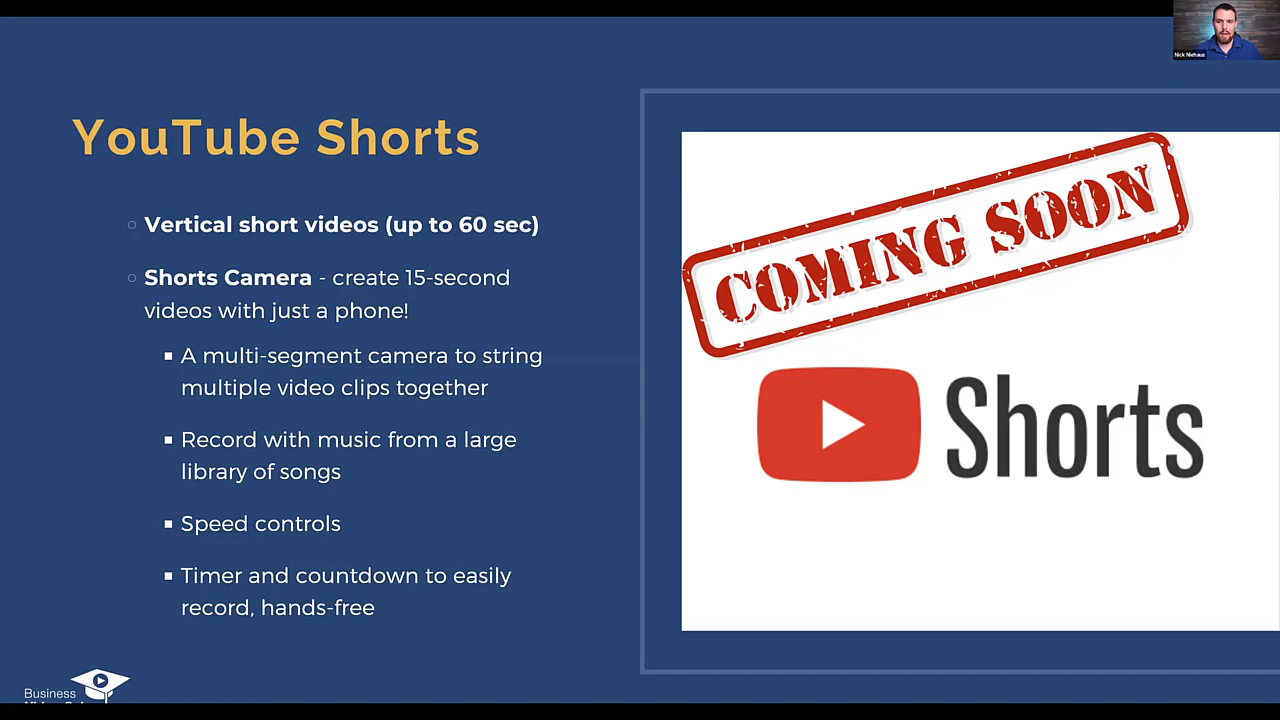 Nick Niehaus
YouTube Shorts
Vertical short videos (up to 60 sec)
Shorts Camera - create 15-second
videos with just a phone!
A multi-segment camera to string
multiple video clips together
Record with music from a large
library of songs
Speed controls
Timer and countdown to easily
record, hands-free
COMING SOON
Shorts
Business